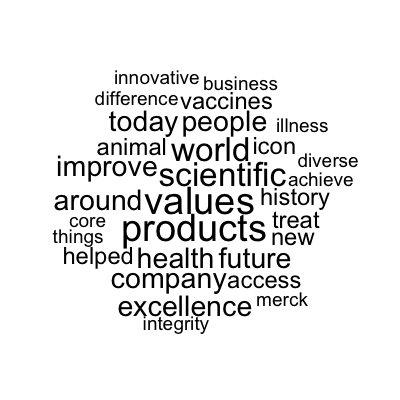 innovative business
difference vaccines
today people illness
animal world icon diverse
improve scientific achieve
around values history
core products treat
things new
helped health future
company access
excellence merck
integrity